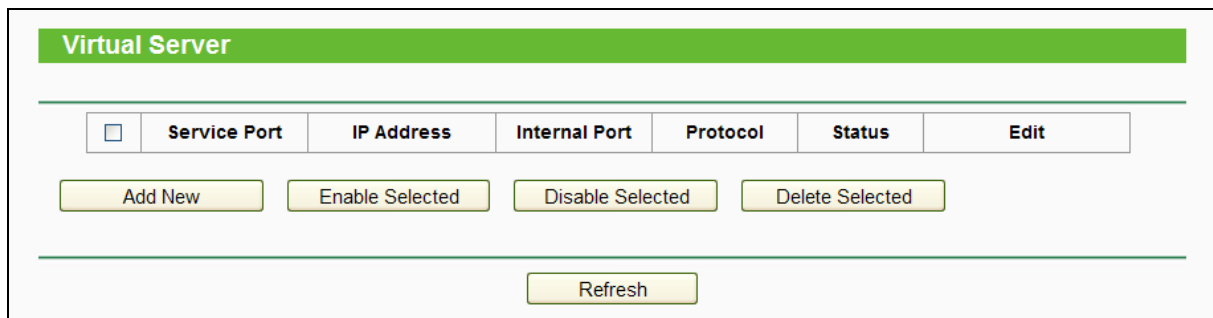 Virtual Server
Service Port IP Address Internal Port Protocol Status Edit
Add New Enable Selected Disable Selected Delete Selected
Refresh